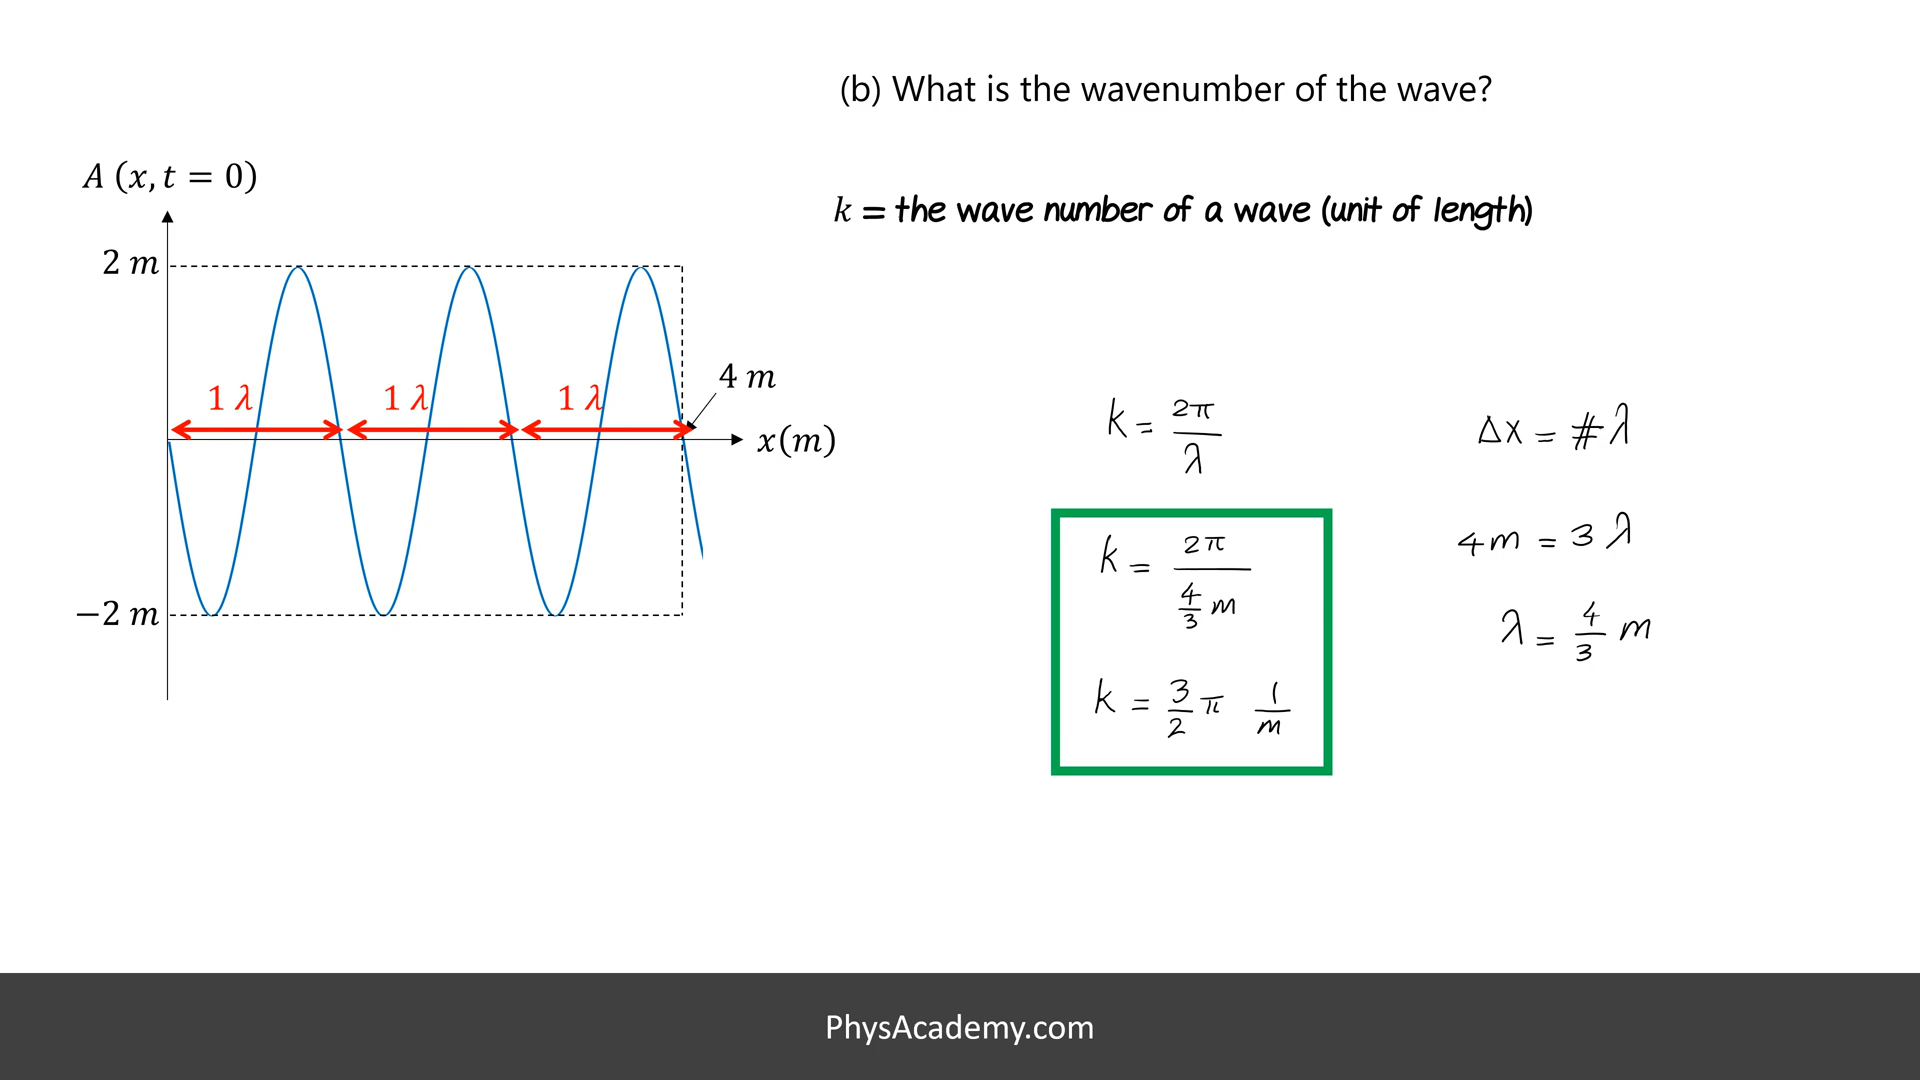 (b) What is the wavenumber of the wave?
A (x, t = 0)
k = the wave number of a wave (unit of length)
2 m
4 m
1 λ
1 λ
1 λ
x(m)
−2 m
k = 2π/λ
k = 2π/(4/3 m)
k = 3/2 π 1/m
Δx = # λ
4m = 3 λ
λ = 4/3 m
PhysAcademy.com